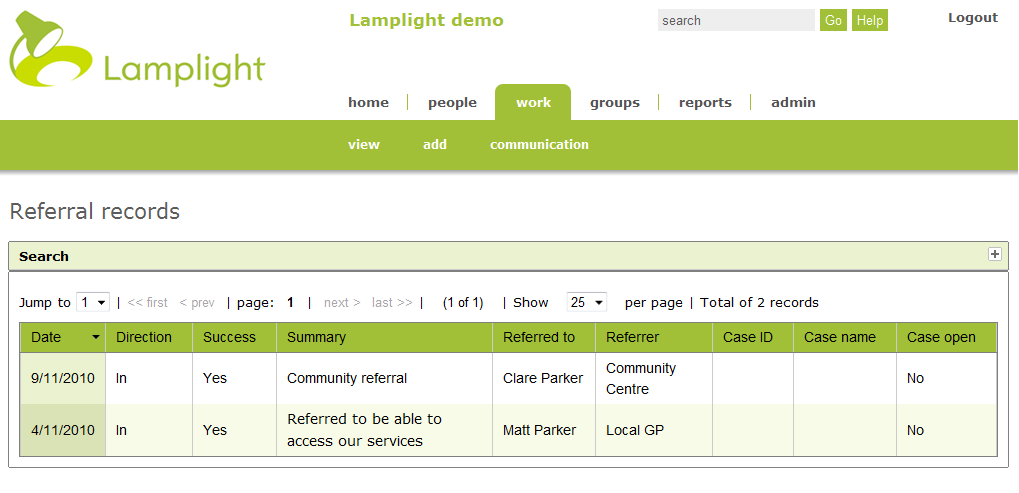 Lamplight
Lamplight demo
search Go Help
Logout
home people work groups reports admin
view add communication
Referral records
Search
Jump to 1 | << first < prev | page: 1 | next > last >> | (1 of 1) | Show 25 per page | Total of 2 records
Date Direction Success Summary Referred to Referrer Case ID Case name Case open
9/11/2010 In Yes Community referral Clare Parker Community
Centre
No
4/11/2010 In Yes Referred to be able to
access our services
Matt Parker Local GP No